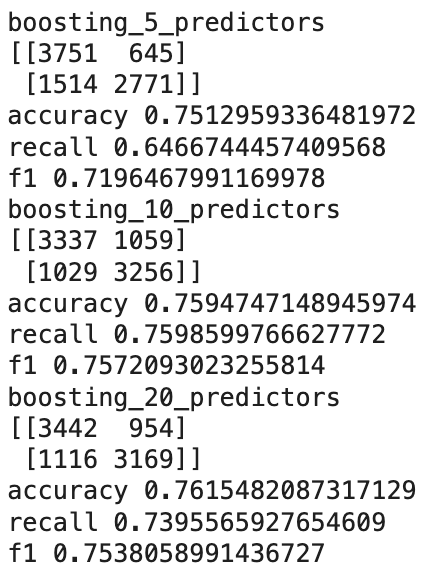 boosting_5_predictors
[[3751  645]
 [1514 2771]]
accuracy 0.7512959336481972
recall 0.6466744457409568
f1 0.7196467991169978
boosting_10_predictors
[[3337 1059]
 [1029 3256]]
accuracy 0.7594747148945974
recall 0.7598599766627772
f1 0.7572093023255814
boosting_20_predictors
[[3442  954]
 [1116 3169]]
accuracy 0.7615482087317129
recall 0.7395565927654609
f1 0.7538058991436727